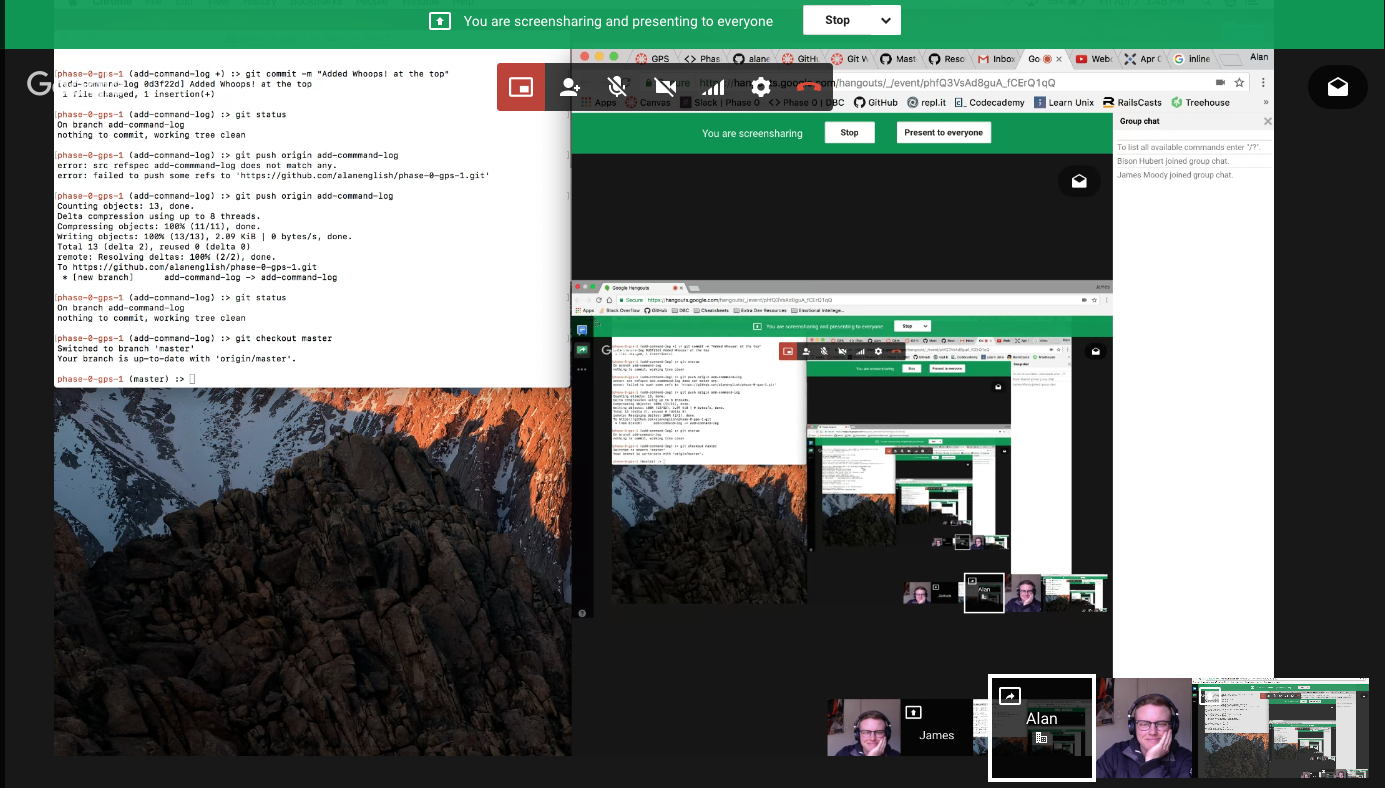 You are screensharing and presenting to everyone
Stop
[phase-0-gps-1 (add-command-log +) :> git commit -m "Added Whoops! at the top"
[add-command-log 0d3f22d] Added Whoops! at the top
1 file changed, 1 insertion(+)
[phase-0-gps-1 (add-command-log) :> git status
On branch add-command-log
nothing to commit, working tree clean
[phase-0-gps-1 (add-command-log) :> git push origin add-commmand-log
error: src refspec add-commmand-log does not match any.
error: failed to push some refs to 'https://github.com/alanenglish/phase-0-gps-1.git'
[phase-0-gps-1 (add-command-log) :> git push origin add-command-log
Counting objects: 13, done.
Delta compression using up to 8 threads.
Compressing objects: 100% (11/11), done.
Writing objects: 100% (13/13), 2.09 KiB | 0 bytes/s, done.
Total 13 (delta 2), reused 0 (delta 0)
remote: Resolving deltas: 100% (2/2), done.
To https://github.com/alanenglish/phase-0-gps-1.git
* [new branch] add-command-log -> add-command-log
[phase-0-gps-1 (add-command-log) :> git status
On branch add-command-log
nothing to commit, working tree clean
[phase-0-gps-1 (add-command-log) :> git checkout master
Switched to branch 'master'
Your branch is up-to-date with 'origin/master'.
phase-0-gps-1 (master) :>
GPS <> Phas alane GitH Git W Mast Reso Inbo Go Web Apr inline Alan
https://hangouts.google.com/hangouts/_/event/phfQ3VsAd8guA_fCErQ1qQ
Apps Canvas Slack | Phase 0 <> Phase 0 | DBC GitHub repl.it Codecademy Learn Unix RailsCasts Treehouse »
You are screensharing
Stop
Present to everyone
Group chat
To list all available commands enter "/?".
Bison Hubert joined group chat.
James Moody joined group chat.
Google Hangouts
James
Secure https://hangouts.google.com/hangouts/_/event/phfQ3VsAd8guA_fCErQ1qQ
Apps Stack Overflow GitHub DBC Cheatsheets Extra Dev Resources Emotional Intellege...
You are screensharing and presenting to everyone
Stop
Alan
James
Alan